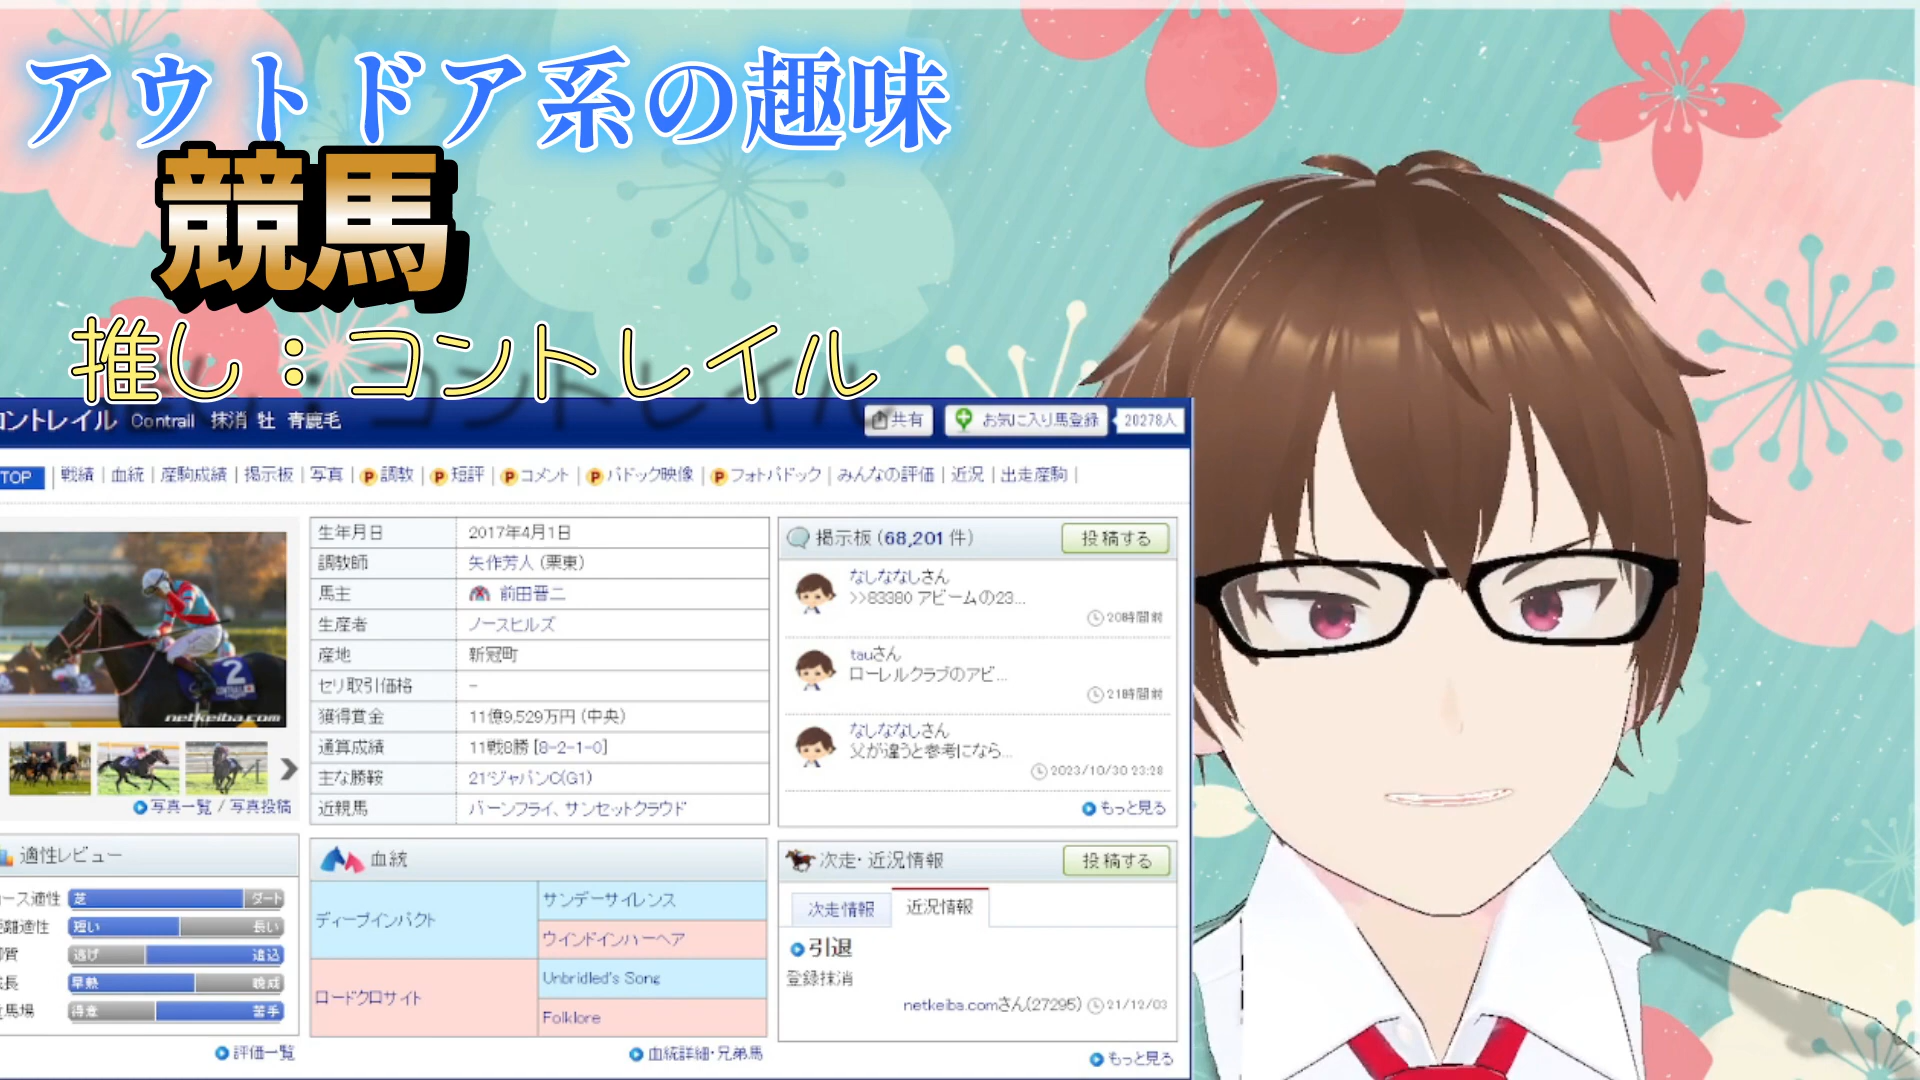 アウトドア系の趣味
競馬
推し：コントレイル
コントレイル Contrail 抹消 牡 青鹿毛
共有
お気に入り馬登録
20278人
TOP 戦績 血統 産駒成績 掲示板 写真 P 調教 P 短評 P コメント P パドック映像 P フォトパドック みんなの評価 近況 出走産駒
2
netkeiba.com
写真一覧 / 写真投稿
生年月日 2017年4月1日
調教師 矢作芳人 (栗東)
馬主 前田晋二
生産者 ノースヒルズ
産地 新冠町
セリ取引価格 -
獲得賞金 11億9,529万円 (中央)
通算成績 11戦8勝 [8-2-1-0]
主な勝鞍 21'ジャパンC(G1)
近親馬 バーンフライ、サンセットクラウド
掲示板 (68,201 件) 投稿する
なしななしさん
>>83380 アビームの23...
20時間前
tauさん
ローレルクラブのアビ...
21時間前
なしななしさん
父が違うと参考になら...
2023/10/30 23:28
もっと見る
適性レビュー
ース適性 芝 ダート
距離適性 短い 長い
質 逃げ 追込
長 早熟 晩成
馬場 得意 苦手
評価一覧
血統
ディープインパクト
サンデーサイレンス
ウインドインハーヘア
ロードクロサイト
Unbridled's Song
Folklore
血統詳細・兄弟馬
次走・近況情報 投稿する
次走情報 近況情報
引退
登録抹消
netkeiba.comさん(27295) 21/12/03
もっと見る